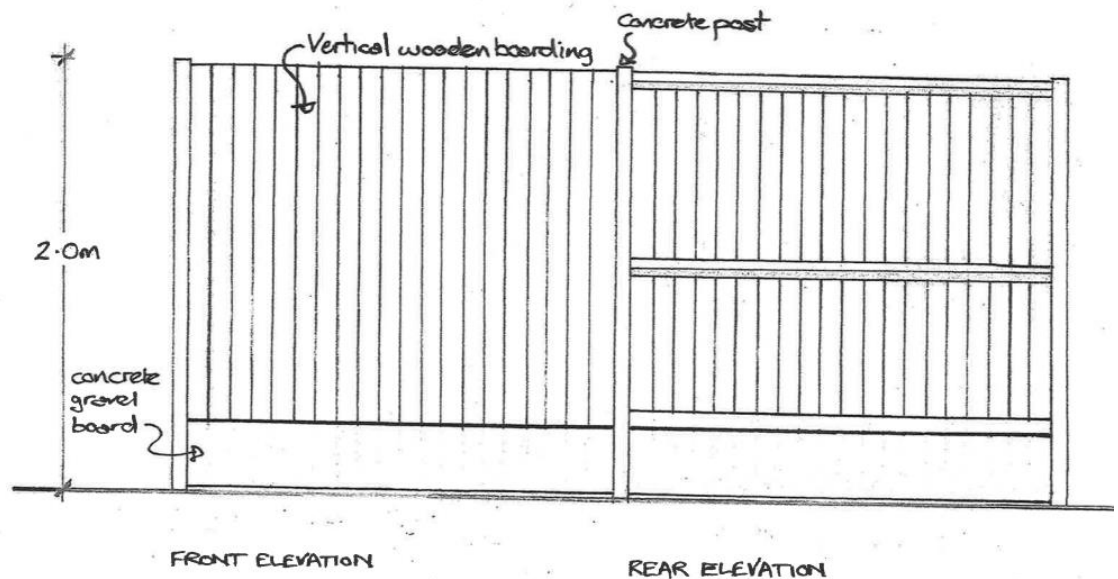 Concrete post
Vertical wooden boarding
2.0m
concrete
gravel
board
FRONT ELEVATION
REAR ELEVATION